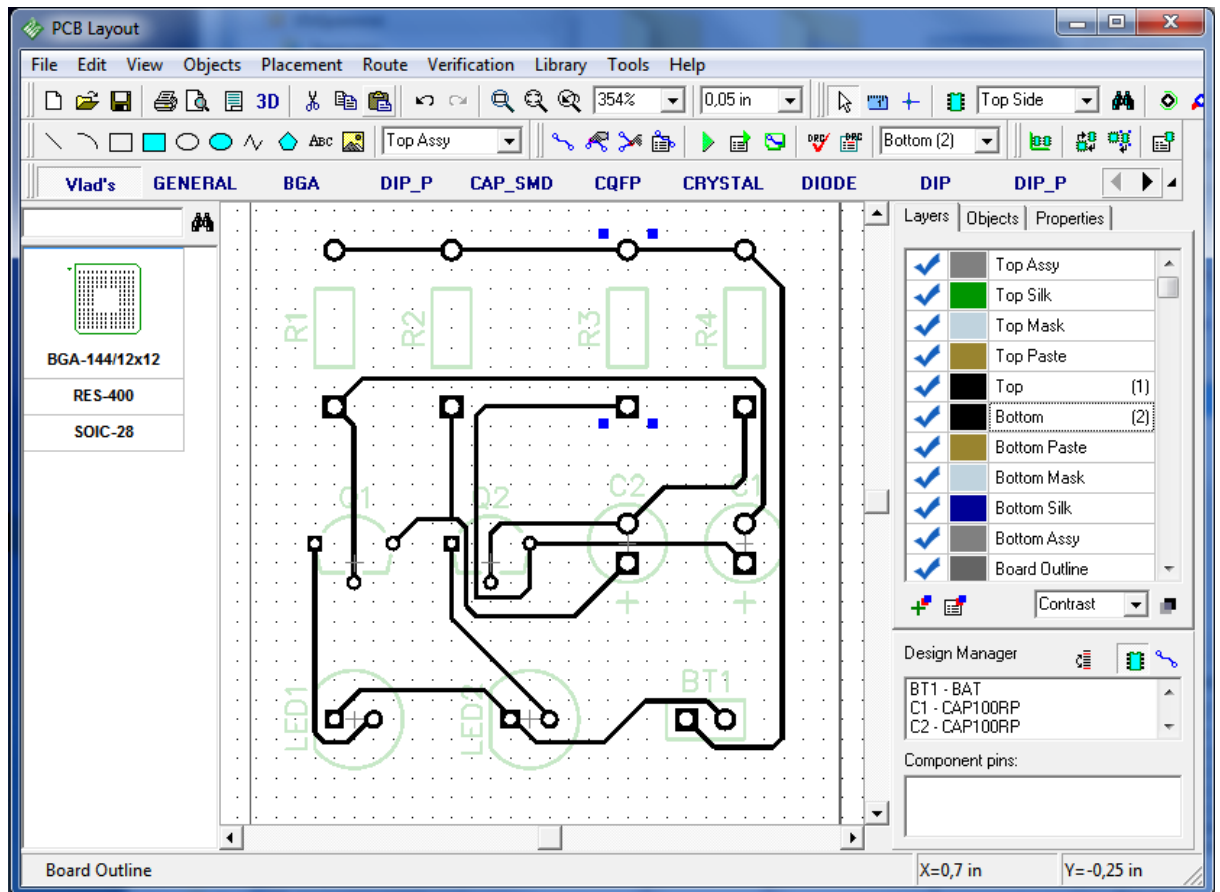 PCB Layout
File Edit View Objects Placement Route Verification Library Tools Help
3D 354% 0,05 in Top Side
ABC Top Assy DRC DRC Bottom (2)
Vlad's GENERAL BGA DIP_P CAP_SMD CQFP CRYSTAL DIODE DIP DIP_P
BGA-144/12x12
RES-400
SOIC-28
R1 R2 R3 R4
Q1 Q2 C2 C1
+ +
LED1 LED2 BT1
Layers Objects Properties
Top Assy
Top Silk
Top Mask
Top Paste
Top (1)
Bottom (2)
Bottom Paste
Bottom Mask
Bottom Silk
Bottom Assy
Board Outline
Contrast
Design Manager
BT1 - BAT
C1 - CAP100RP
C2 - CAP100RP
Component pins:
Board Outline X=0,7 in Y=-0,25 in